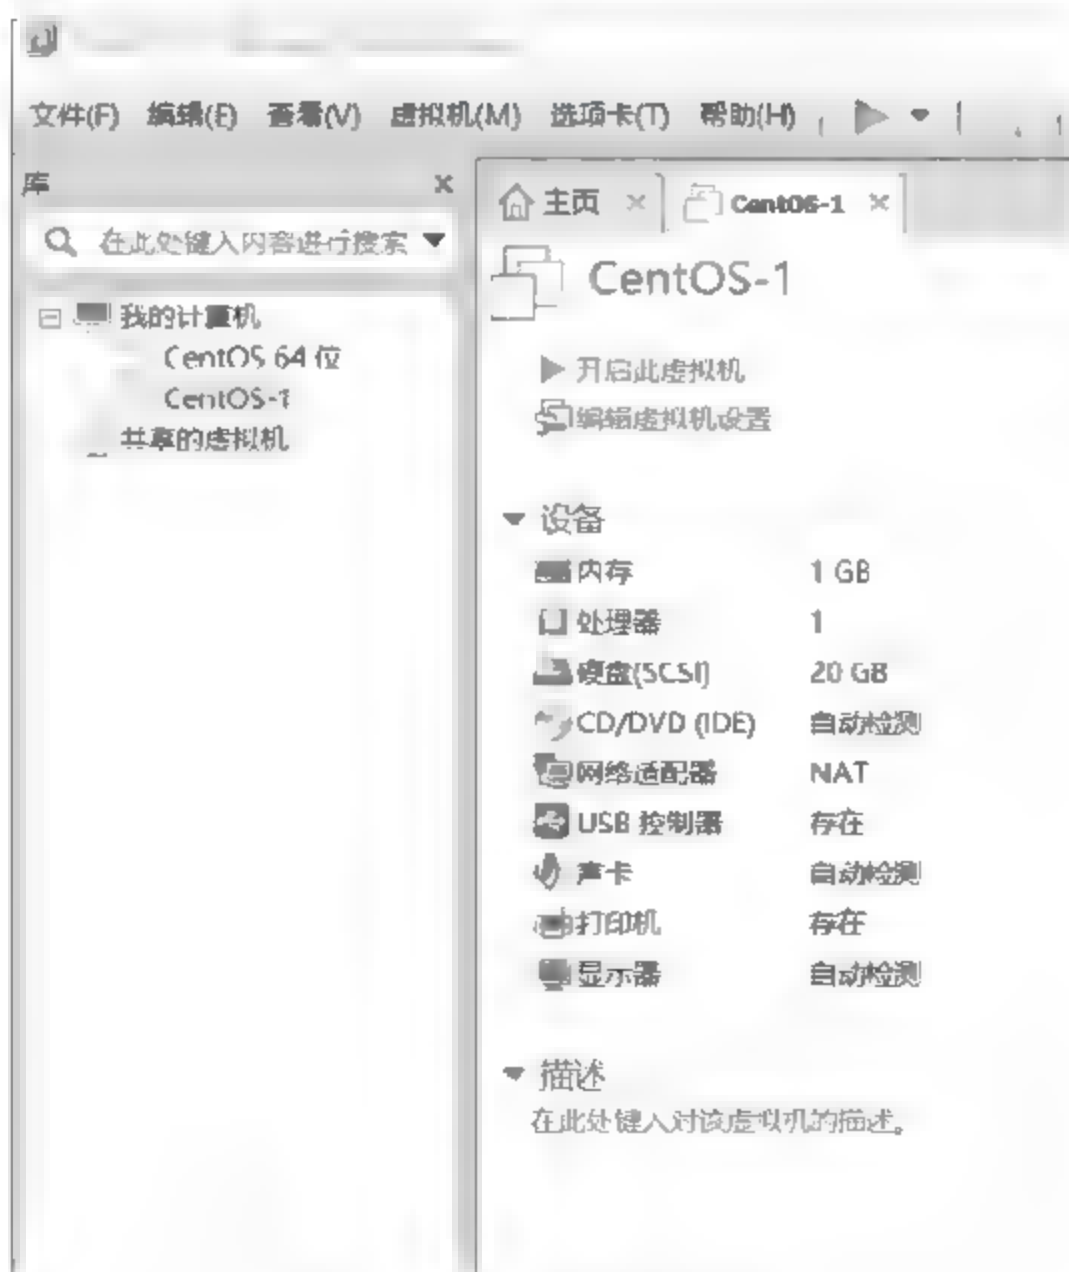 文件(F) 编辑(E) 查看(V) 虚拟机(M) 选项卡(T) 帮助(H)
库
在此处键入内容进行搜索
我的计算机
CentOS 64 位
CentOS-1
共享的虚拟机
主页 CentOS-1
CentOS-1
开启此虚拟机
编辑虚拟机设置
设备
内存 1 GB
处理器 1
硬盘(SCSI) 20 GB
CD/DVD (IDE) 自动检测
网络适配器 NAT
USB 控制器 存在
声卡 自动检测
打印机 存在
显示器 自动检测
描述
在此处键入对该虚拟机的描述。